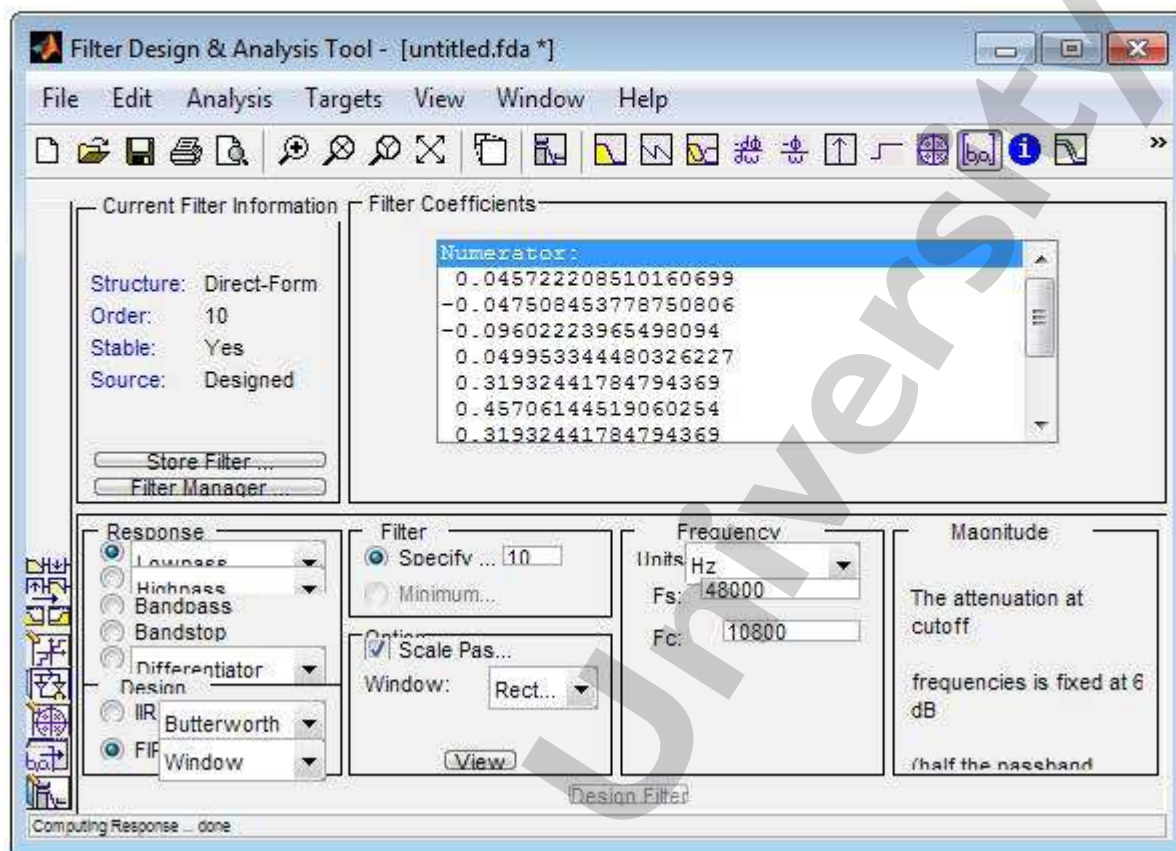 Filter Design & Analysis Tool - [untitled.fda *]
File Edit Analysis Targets View Window Help
»
Current Filter Information
Structure: Direct-Form
Order: 10
Stable: Yes
Source: Designed
Store Filter ...
Filter Manager ...
Filter Coefficients
Numerator:
0.045722208510160699
-0.047508453778750806
-0.09602223965498094
0.049953344480326227
0.31932441784794369
0.45706144519060254
0.31932441784794369
Response
Lowpass
Highpass
Bandpass
Bandstop
Differentiator
Design
IIR Butterworth
FIR Window
Filter
Specify ... 10
Minimum...
Option
Scale Pas...
Window: Rect...
View
Frequency
Units Hz
Fs: 48000
Fc: 10800
Magnitude
The attenuation at
cutoff
frequencies is fixed at 6
dB
(half the passband
Design Filter
Computing Response ... done
University